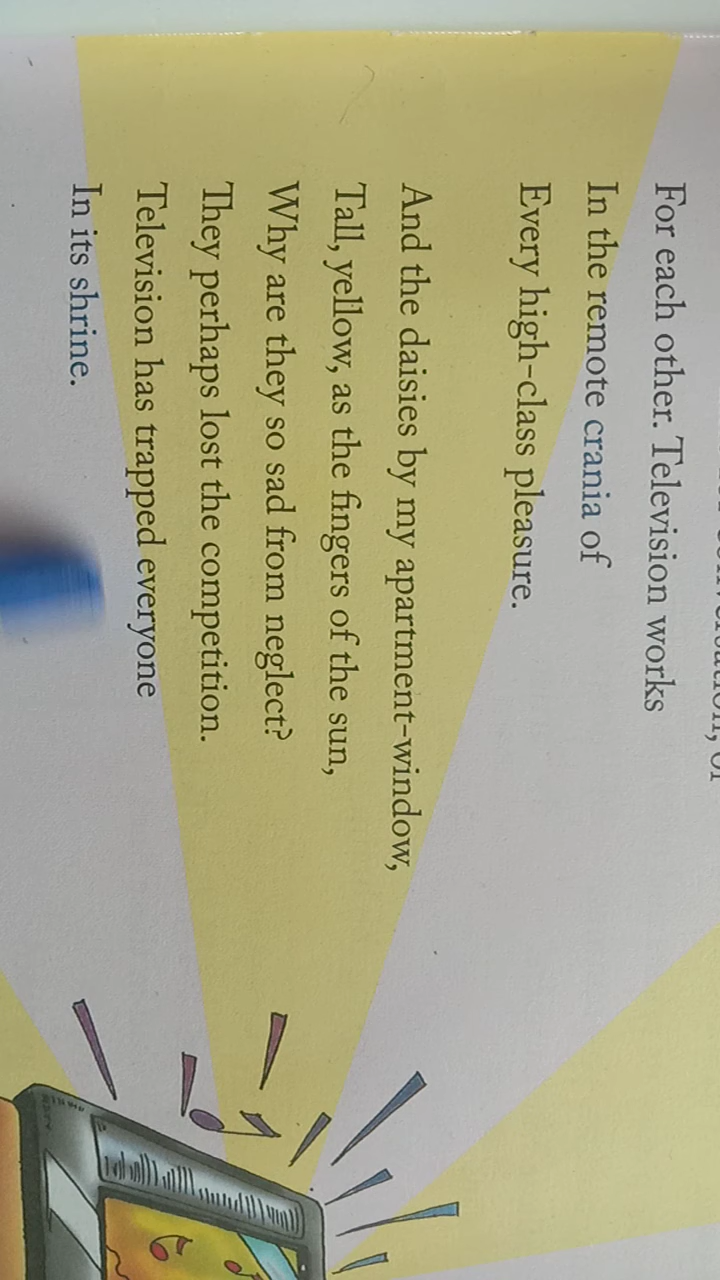 For each other. Television works
In the remote crania of
Every high-class pleasure.
And the daisies by my apartment-window,
Tall, yellow, as the fingers of the sun,
Why are they so sad from neglect?
They perhaps lost the competition.
Television has trapped everyone
In its shrine.